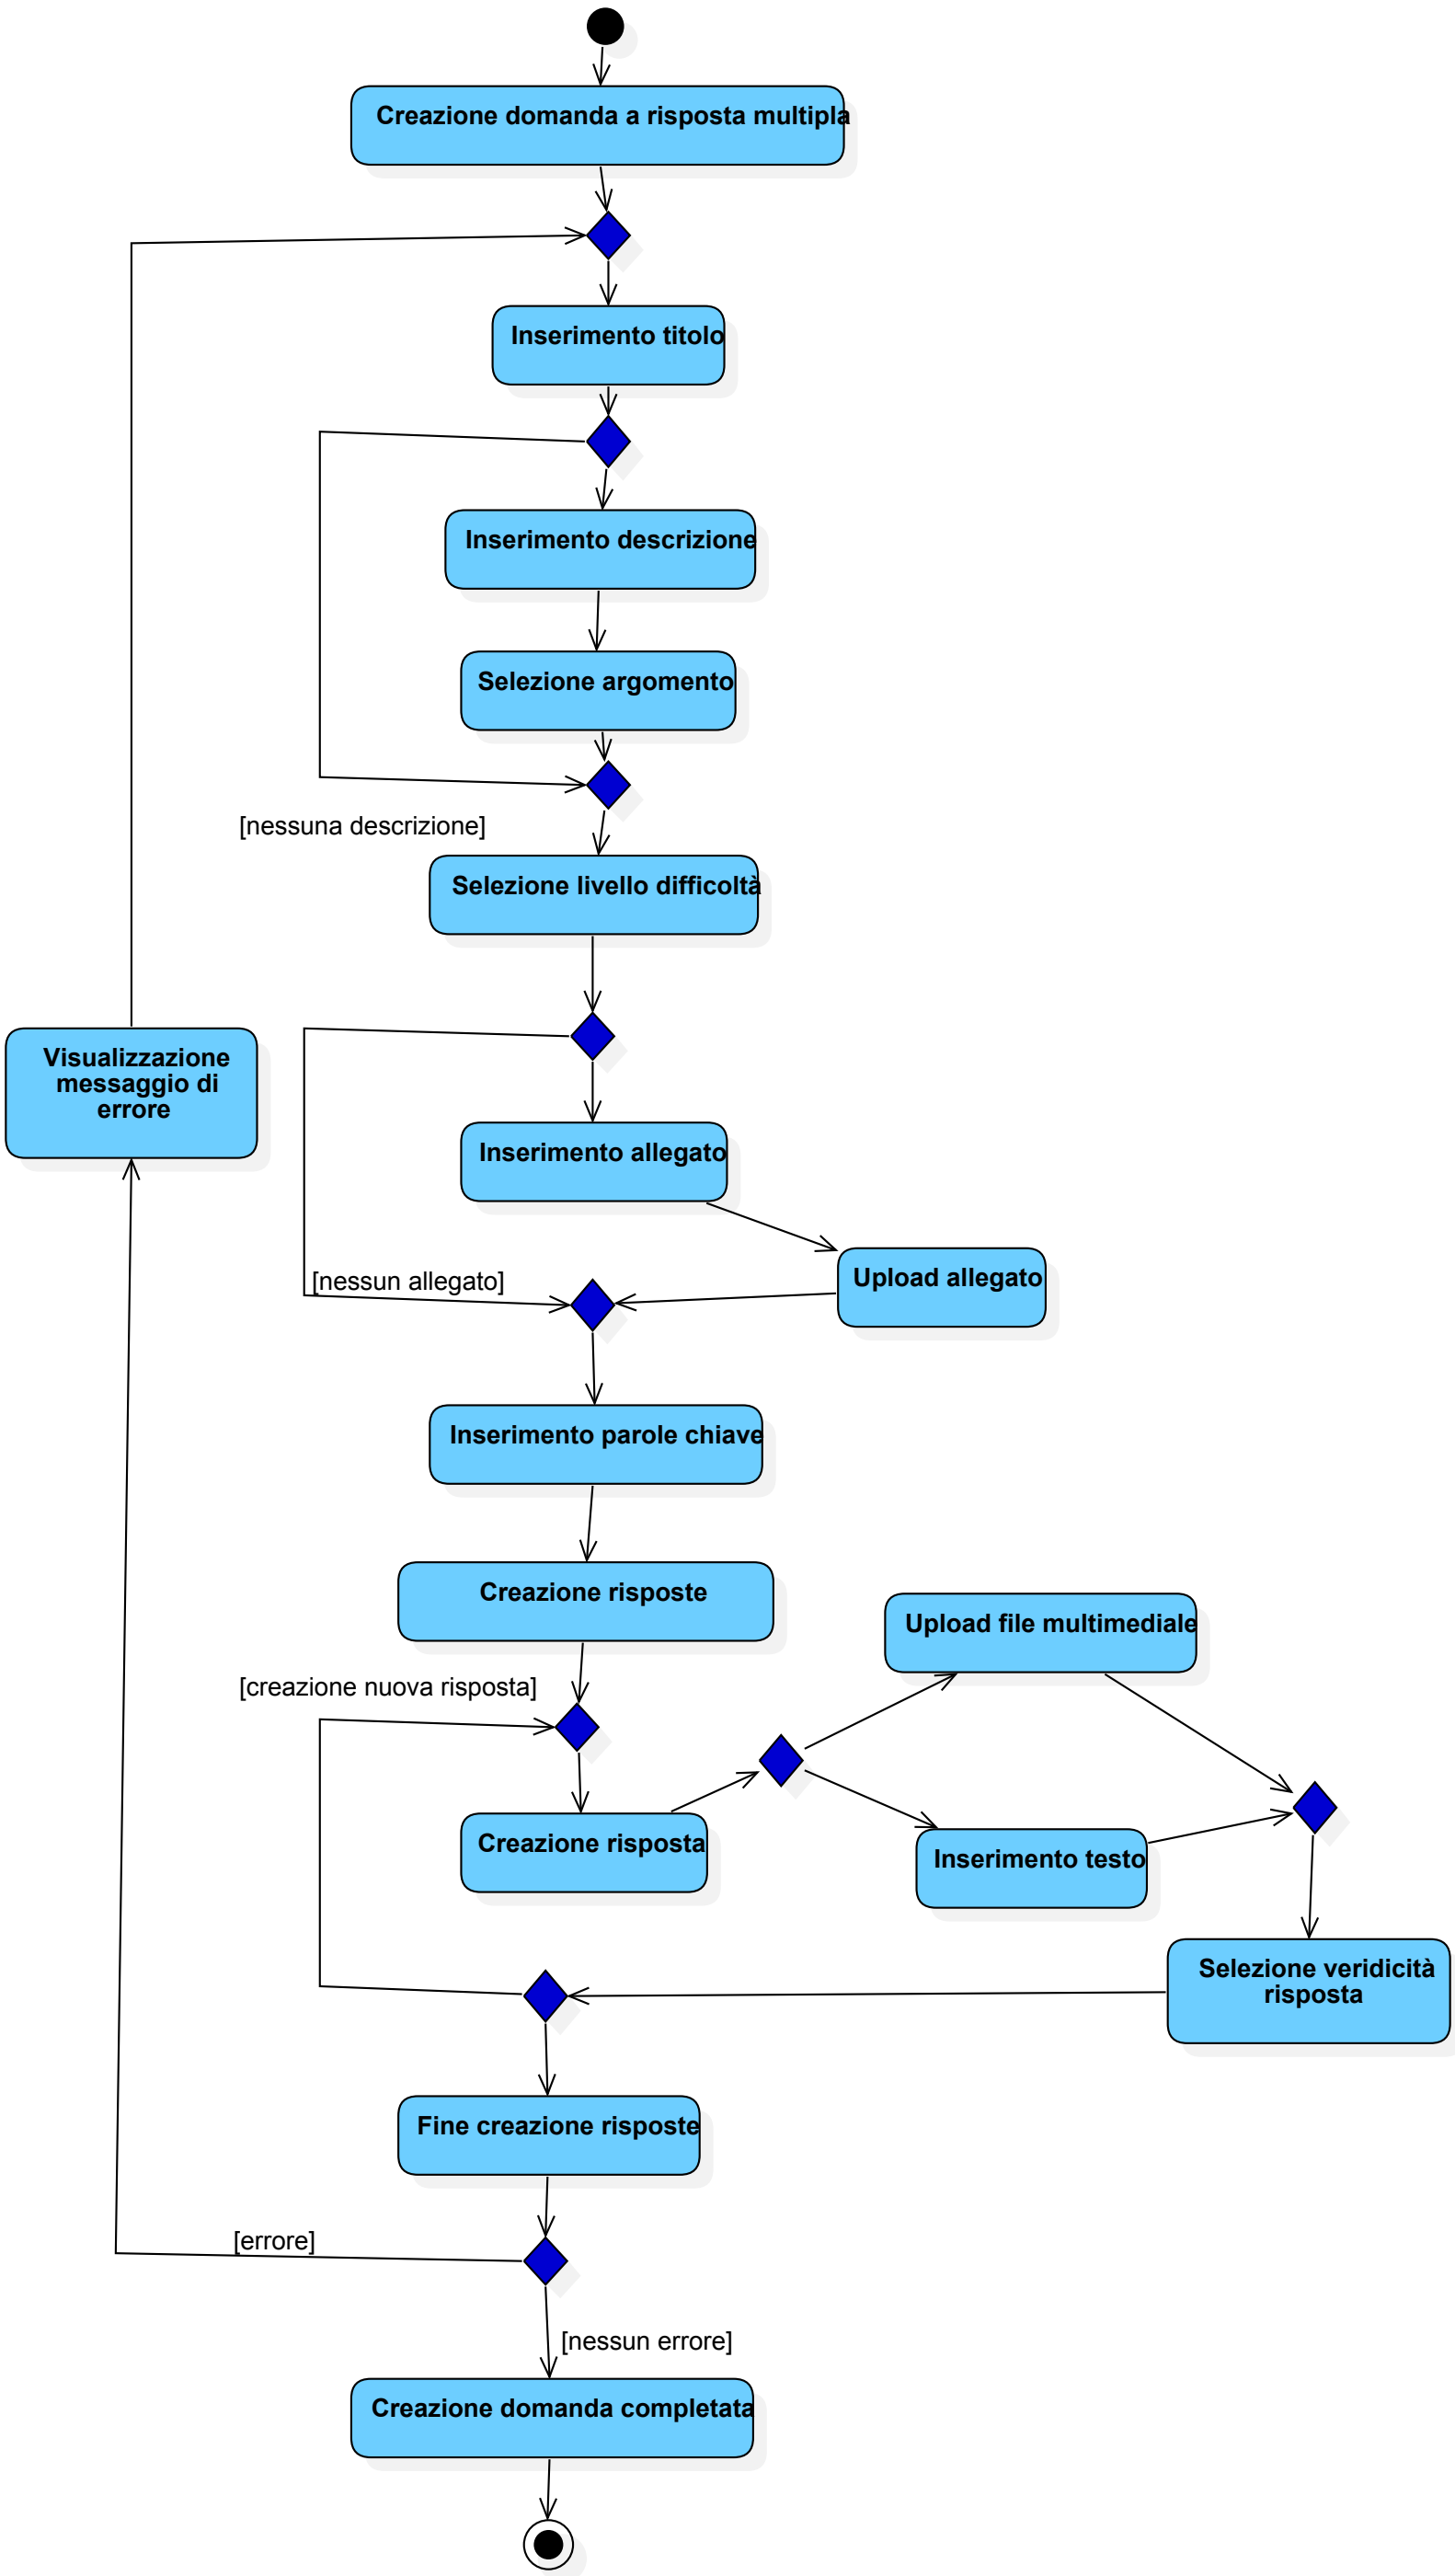 Creazione domanda a risposta multipla
Inserimento titolo
Inserimento descrizione
Selezione argomento
[nessuna descrizione]
Selezione livello difficoltà
Visualizzazione
messaggio di
errore
Inserimento allegato
Upload allegato
[nessun allegato]
Inserimento parole chiave
Creazione risposte
Upload file multimediale
[creazione nuova risposta]
Creazione risposta
Inserimento testo
Selezione veridicità
risposta
Fine creazione risposte
[errore]
[nessun errore]
Creazione domanda completata